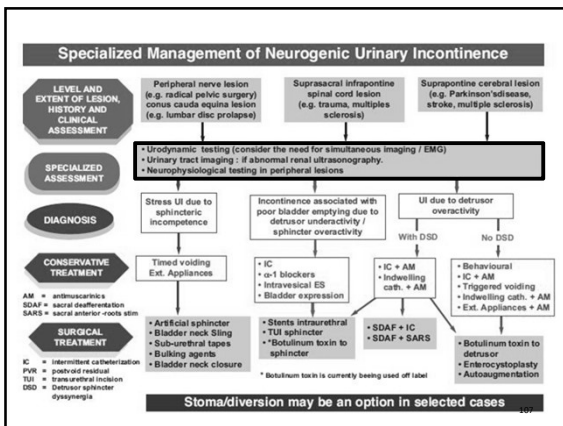 Specialized Management of Neurogenic Urinary Incontinence
LEVEL AND
EXTENT OF LESION,
HISTORY AND
CLINICAL
ASSESSMENT
Peripheral nerve lesion
(e.g. radical pelvic surgery)
conus cauda equina lesion
(e.g. lumbar disc prolapse)
Suprasacral infrapontine
spinal cord lesion
(e.g. trauma, multiples
sclerosis)
Suprapontine cerebral lesion
(e.g. Parkinson'sdisease,
stroke, multiple sclerosis)
SPECIALIZED
ASSESSMENT
• Urodynamic testing (consider the need for simultaneous imaging / EMG)
• Urinary tract imaging : if abnormal renal ultrasonography.
• Neurophysiological testing in peripheral lesions
DIAGNOSIS
Stress UI due to
sphincteric
incompetence
Incontinence associated with
poor bladder emptying due to
detrusor underactivity /
sphincter overactivity
UI due to detrusor
overactivity
With DSD
No DSD
CONSERVATIVE
TREATMENT
Timed voiding
Ext. Appliances
• IC
• α-1 blockers
• Intravesical ES
• Bladder expression
• IC + AM
• Indwelling
cath. + AM
• Behavioural
• IC + AM
• Triggered voiding
• Indwelling cath. + AM
• Ext. Appliances + AM
AM = antimuscarinics
SDAF = sacral deafferentation
SARS = sacral anterior -roots stim
SURGICAL
TREATMENT
• Artificial sphincter
• Bladder neck Sling
• Sub-urethral tapes
• Bulking agents
• Bladder neck closure
• Stents intraurethral
• TUI sphincter
• *Botulinum toxin to
sphincter
• SDAF + IC
• SDAF + SARS
• Botulinum toxin to
detrusor
• Enterocystoplasty
• Autoaugmentation
IC = intermittent catheterization
PVR = postvoid residual
TUI = transurethral incision
DSD = Detrusor sphincter
dyssynergia
* Botulinum toxin is currently beeing used off label
Stoma/diversion may be an option in selected cases
107